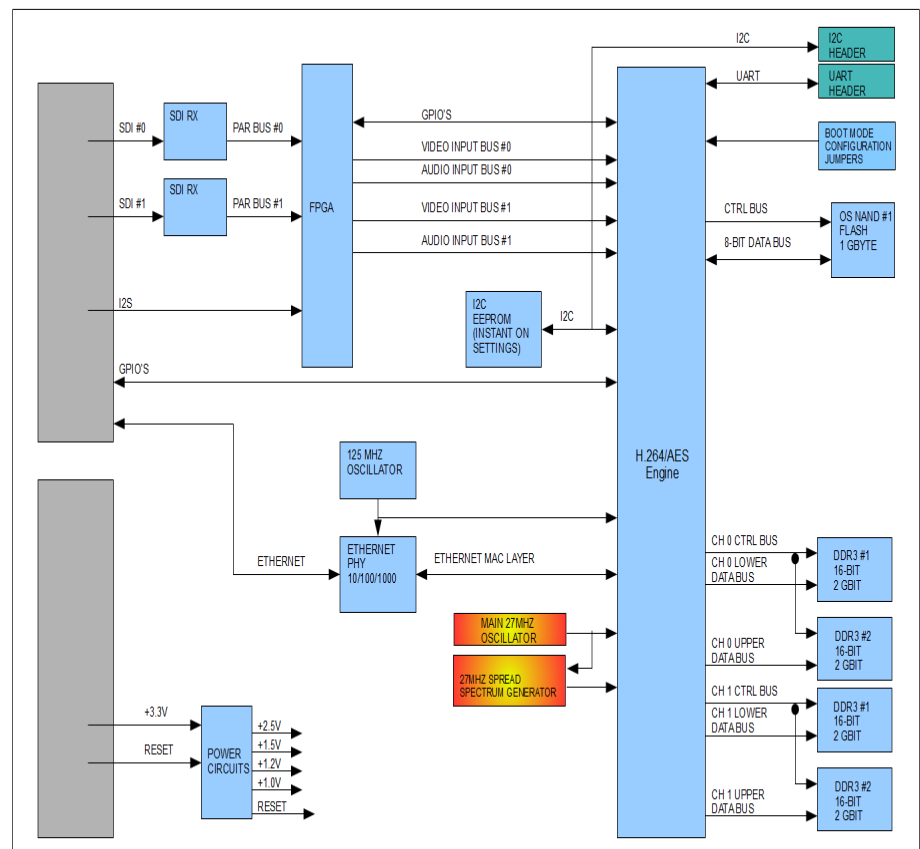 I2C
I2C
HEADER
UART
UART
HEADER
SDI #0
SDI RX
PAR BUS #0
GPIO'S
BOOT MODE
CONFIGURATION
JUMPERS
VIDEO INPUT BUS #0
AUDIO INPUT BUS #0
SDI #1
SDI RX
PAR BUS #1
FPGA
VIDEO INPUT BUS #1
AUDIO INPUT BUS #1
CTRL BUS
8-BIT DATA BUS
OS NAND #1
FLASH
1 GBYTE
I2S
I2C
EEPROM
(INSTANT ON
SETTINGS)
I2C
GPIO'S
H.264/AES
Engine
125 MHZ
OSCILLATOR
ETHERNET
ETHERNET
PHY
10/100/1000
ETHERNET MAC LAYER
CH 0 CTRL BUS
CH 0 LOWER
DATABUS
DDR3 #1
16-BIT
2 GBIT
MAIN 27MHZ
OSCILLATOR
CH 0 UPPER
DATABUS
DDR3 #2
16-BIT
2 GBIT
27MHZ SPREAD
SPECTRUM GENERATOR
CH 1 CTRL BUS
CH 1 LOWER
DATABUS
DDR3 #1
16-BIT
2 GBIT
+3.3V
RESET
POWER
CIRCUITS
+2.5V
+1.5V
+1.2V
+1.0V
RESET
CH 1 UPPER
DATABUS
DDR3 #2
16-BIT
2 GBIT